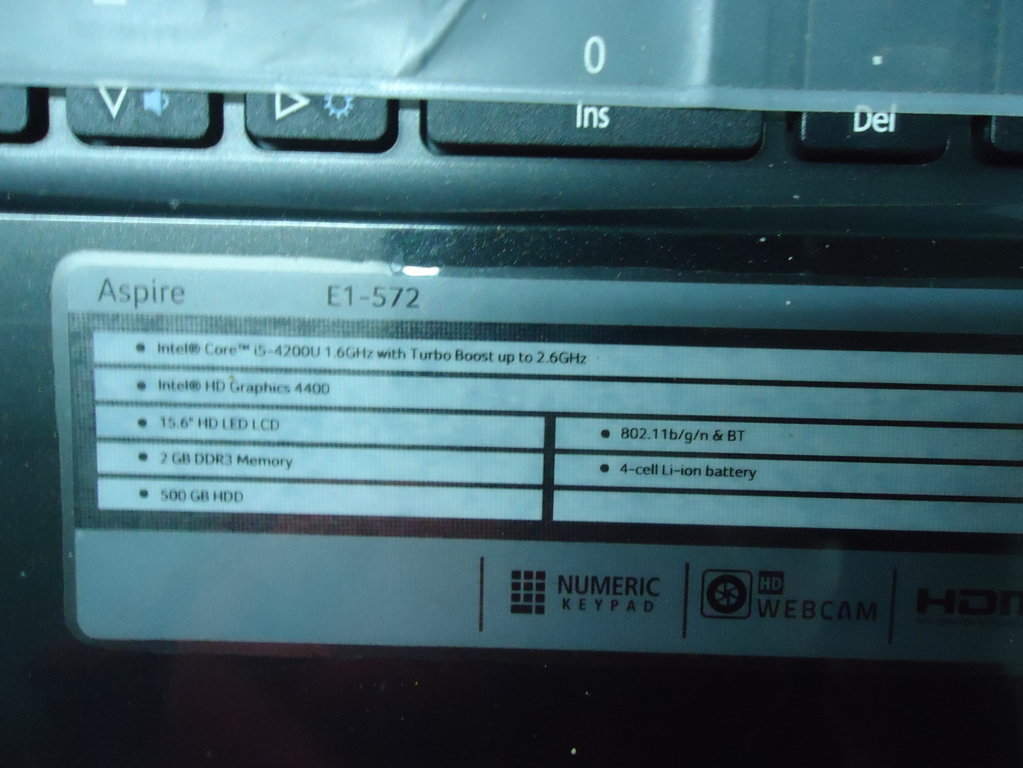 0
.
Ins
Del
Aspire E1-572
• Intel® Core™ i5-4200U 1.6GHz with Turbo Boost up to 2.6GHz
• Intel® HD Graphics 4400
• 15.6" HD LED LCD
• 802.11b/g/n & BT
• 2 GB DDR3 Memory
• 4-cell Li-ion battery
• 500 GB HDD
NUMERIC
KEYPAD
HD
WEBCAM